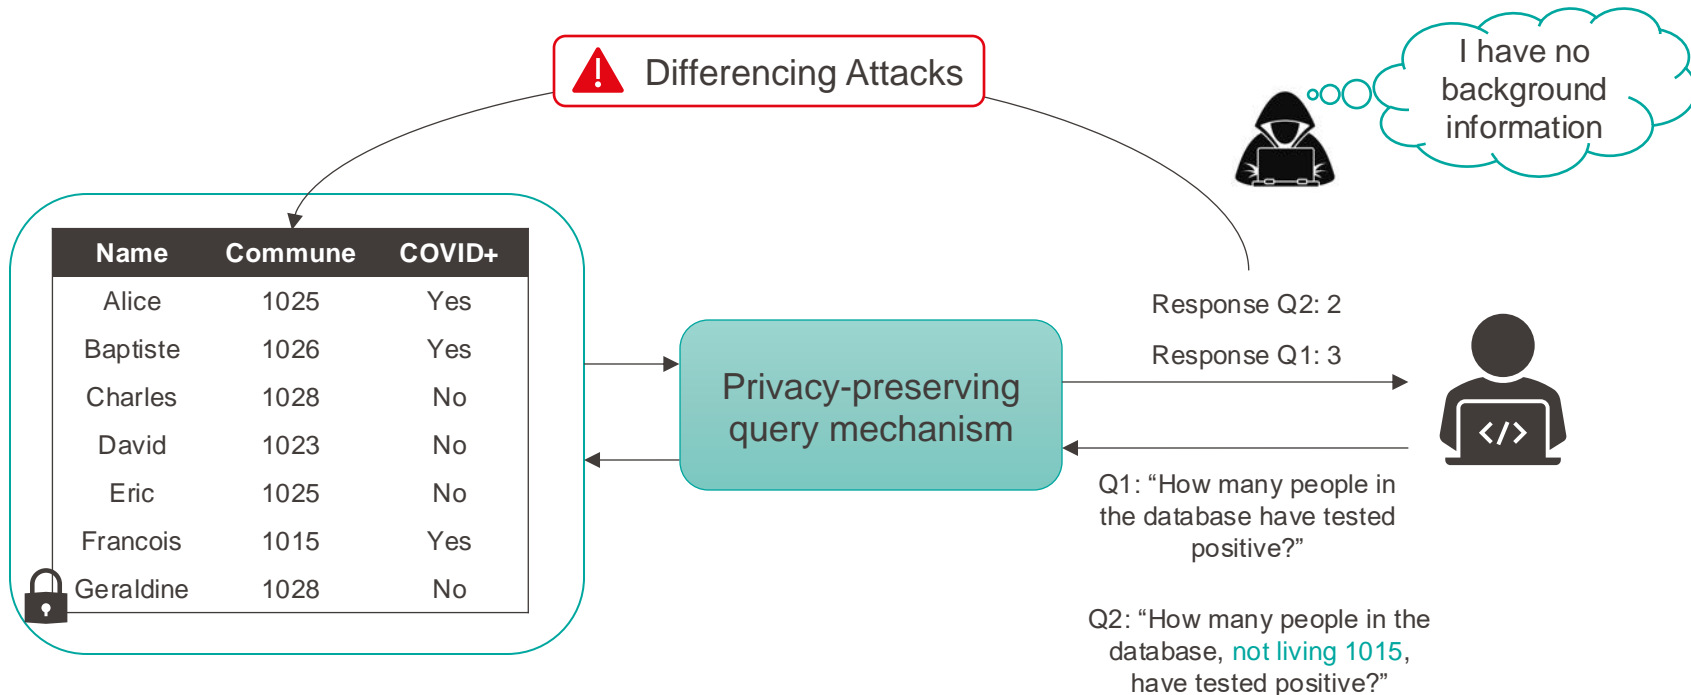 Differencing Attacks
I have no
background
information
Name Commune COVID+
Alice 1025 Yes
Baptiste 1026 Yes
Charles 1028 No
David 1023 No
Eric 1025 No
Francois 1015 Yes
Geraldine 1028 No
Privacy-preserving
query mechanism
Response Q2: 2
Response Q1: 3
</>
Q1: “How many people in
the database have tested
positive?”
Q2: “How many people in the
database, not living 1015,
have tested positive?”